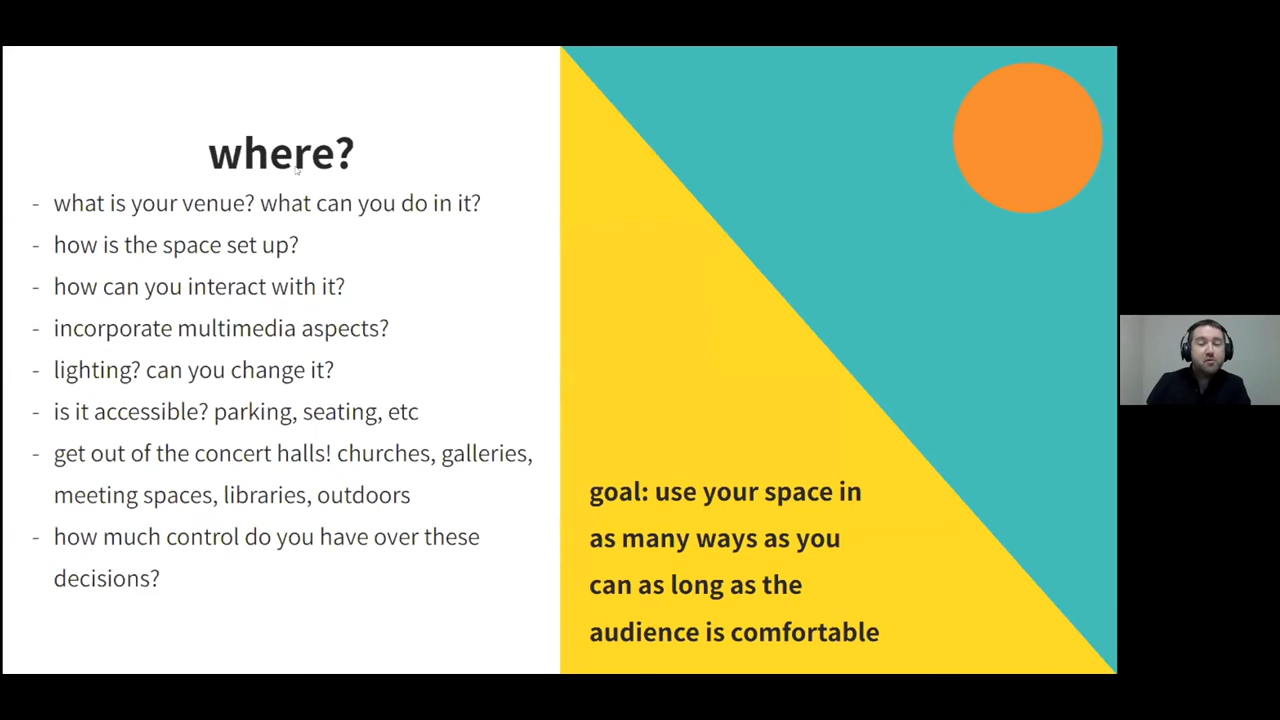 where?
- what is your venue? what can you do in it?
- how is the space set up?
- how can you interact with it?
- incorporate multimedia aspects?
- lighting? can you change it?
- is it accessible? parking, seating, etc
- get out of the concert halls! churches, galleries,
meeting spaces, libraries, outdoors
- how much control do you have over these
decisions?
goal: use your space in
as many ways as you
can as long as the
audience is comfortable